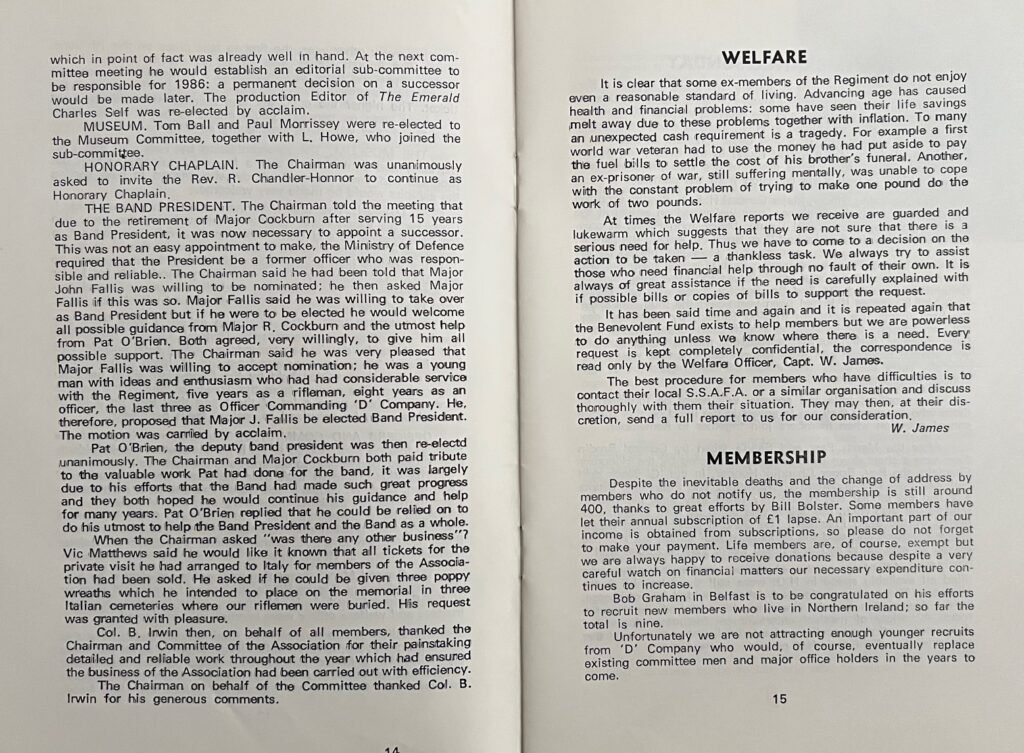 which in point of fact was already well in hand. At the next com-
mittee meeting he would establish an editorial sub-committee to
be responsible for 1986: a permanent decision on a successor
would be made later. The production Editor of The Emerald
Charles Self was re-elected by acclaim.
MUSEUM. Tom Ball and Paul Morrissey were re-elected to
the Museum Committee, together with L. Howe, who joined the
sub-committee.
HONORARY CHAPLAIN. The Chairman was unanimously
asked to invite the Rev. R. Chandler-Honnor to continue as
Honorary Chaplain
THE BAND PRESIDENT. The Chairman told the meeting that
due to the retirement of Major Cockburn after serving 15 years
as Band President, it was now necessary to appoint a successor.
This was not an easy appointment to make, the Ministry of Defence
required that the President be a former officer who was respon-
sible and reliable.. The Chairman said he had been told that Major
John Fallis was willing to be nominated; he then asked Major
Fallis if this was so. Major Fallis said he was willing to take over
as Band President but if he were to be elected he would welcome
all possible guidance from Major R. Cockburn and the utmost help
from Pat O'Brien. Both agreed, very willingly, to give him all
possible support. The Chairman said he was very pleased that
Major Fallis was willing to accept nomination; he was a young
man with ideas and enthusiasm who had had considerable service
with the Regiment, five years as a rifleman, eight years as an
officer, the last three as Officer Commanding 'D' Company. He,
therefore, proposed that Major J. Fallis be elected Band President.
The motion was carried by acclaim.
Pat O'Brien, the deputy band president was then re-electd
unanimously. The Chairman and Major Cockburn both paid tribute
to the valuable work Pat had done for the band, it was largely
due to his efforts that the Band had made such great progress
and they both hoped he would continue his guidance and help
for many years. Pat O'Brien replied that he could be relied on to
do his utmost to help the Band President and the Band as a whole.
When the Chairman asked "was there any other business"?
Vic Matthews said he would like it known that all tickets for the
private visit he had arranged to Italy for members of the Associa-
tion had been sold. He asked if he could be given three poppy
wreaths which he intended to place on the memorial in three
Italian cemeteries where our riflemen were buried. His request
was granted with pleasure.
Col. B. Irwin then, on behalf of all members, thanked the
Chairman and Committee of the Association for their painstaking
detailed and reliable work throughout the year which had ensured
the business of the Association had been carried out with efficiency.
The Chairman on behalf of the Committee thanked Col. B.
Irwin for his generous comments.
14
WELFARE
It is clear that some ex-members of the Regiment do not enjoy
even a reasonable standard of living. Advancing age has caused
health and financial problems: some have seen their life savings
melt away due to these problems together with inflation. To many
an unexpected cash requirement is a tragedy. For example a first
world war veteran had to use the money he had put aside to pay
the fuel bills to settle the cost of his brother's funeral. Another,
an ex-prisoner of war, still suffering mentally, was unable to cope
with the constant problem of trying to make one pound do the
work of two pounds.
At times the Welfare reports we receive are guarded and
lukewarm which suggests that they are not sure that there is a
serious need for help. Thus we have to come to a decision on the
action to be taken — a thankless task. We always try to assist
those who need financial help through no fault of their own. It is
always of great assistance if the need is carefully explained with
if possible bills or copies of bills to support the request.
It has been said time and again and it is repeated again that
the Benevolent Fund exists to help members but we are powerless
to do anything unless we know where there is a need. Every
request is kept completely confidential, the correspondence is
read only by the Welfare Officer, Capt. W. James.
The best procedure for members who have difficulties is to
contact their local S.S.A.F.A. or a similar organisation and discuss
thoroughly with them their situation. They may then, at their dis-
cretion, send a full report to us for our consideration.
W. James
MEMBERSHIP
Despite the inevitable deaths and the change of address by
members who do not notify us, the membership is still around
400, thanks to great efforts by Bill Bolster. Some members have
let their annual subscription of £1 lapse. An important part of our
income is obtained from subscriptions, so please do not forget
to make your payment. Life members are, of course, exempt but
we are always happy to receive donations because despite a very
careful watch on financial matters our necessary expenditure con-
tinues to increase.
Bob Graham in Belfast is to be congratulated on his efforts
to recruit new members who live in Northern Ireland; so far the
total is nine.
Unfortunately we are not attracting enough younger recruits
from 'D' Company who would, of course, eventually replace
existing committee men and major office holders in the years to
come.
15